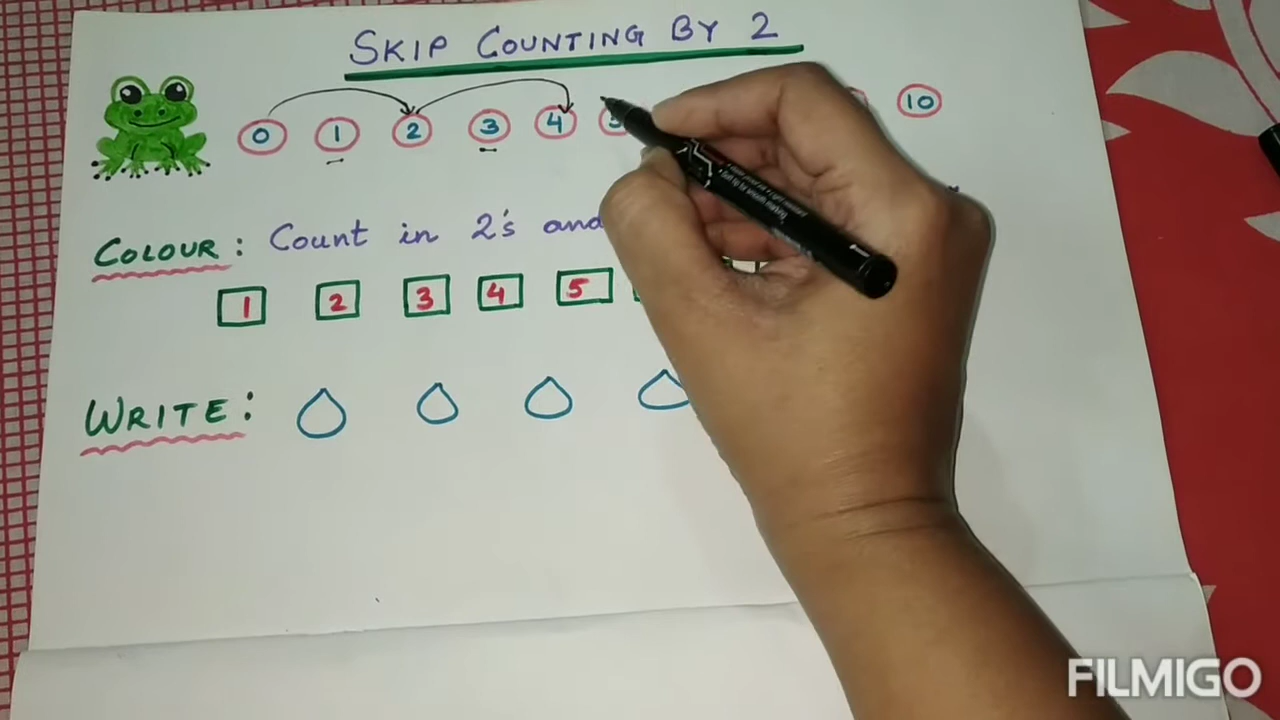 SKIP COUNTING BY 2
0 1 2 3 4 5 10
COLOUR: Count in 2's and
1 2 3 4 5
WRITE:
FILMIGO